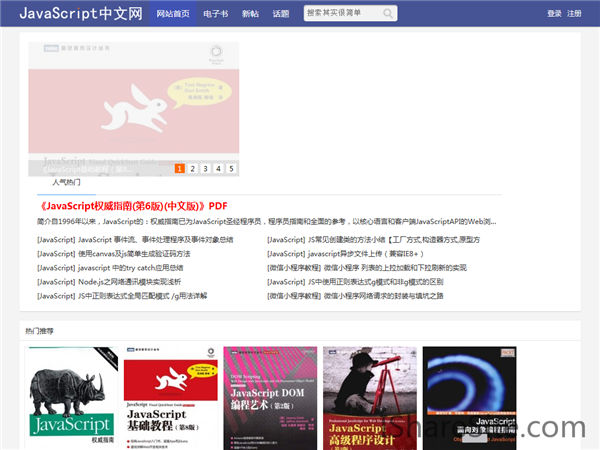 JavaScript中文网 网站首页 电子书 新帖 话题 搜索其实很简单 登录 注册
Tom Negrino
Dori Smith
JavaScript Visual QuickStart Guide
1 2 3 4 5
人气热门
《JavaScript权威指南(第6版)(中文版)》PDF
简介自1996年以来，JavaScript的：权威指南已为JavaScript圣经程序员，程序员指南和全面的参考，以核心语言和客户端JavaScriptAPI的Web浏...
[JavaScript] JavaScript 事件流、事件处理程序及事件对象总结 [JavaScript] JS常见创建类的方法小结【工厂方式,构造器方式,原型方
[JavaScript] 使用canvas及js简单生成验证码方法 [JavaScript] javascript异步文件上传（兼容IE8+）
[JavaScript] javascript 中的try catch应用总结 [微信小程序教程] 微信小程序 列表的上拉加载和下拉刷新的实现
[JavaScript] Node.js之网络通讯模块实现浅析 [JavaScript] JS中使用正则表达式g模式和非g模式的区别
[JavaScript] JS中正则表达式全局匹配模式 /g用法详解 [微信小程序教程] 微信小程序网络请求的封装与填坑之路
热门推荐
JavaScript
权威指南
JavaScript
基础教程（第8版）
DOM Scripting
JavaScript DOM
编程艺术（第2版）
JavaScript
高级程序设计
JavaScript
面向对象编程指南